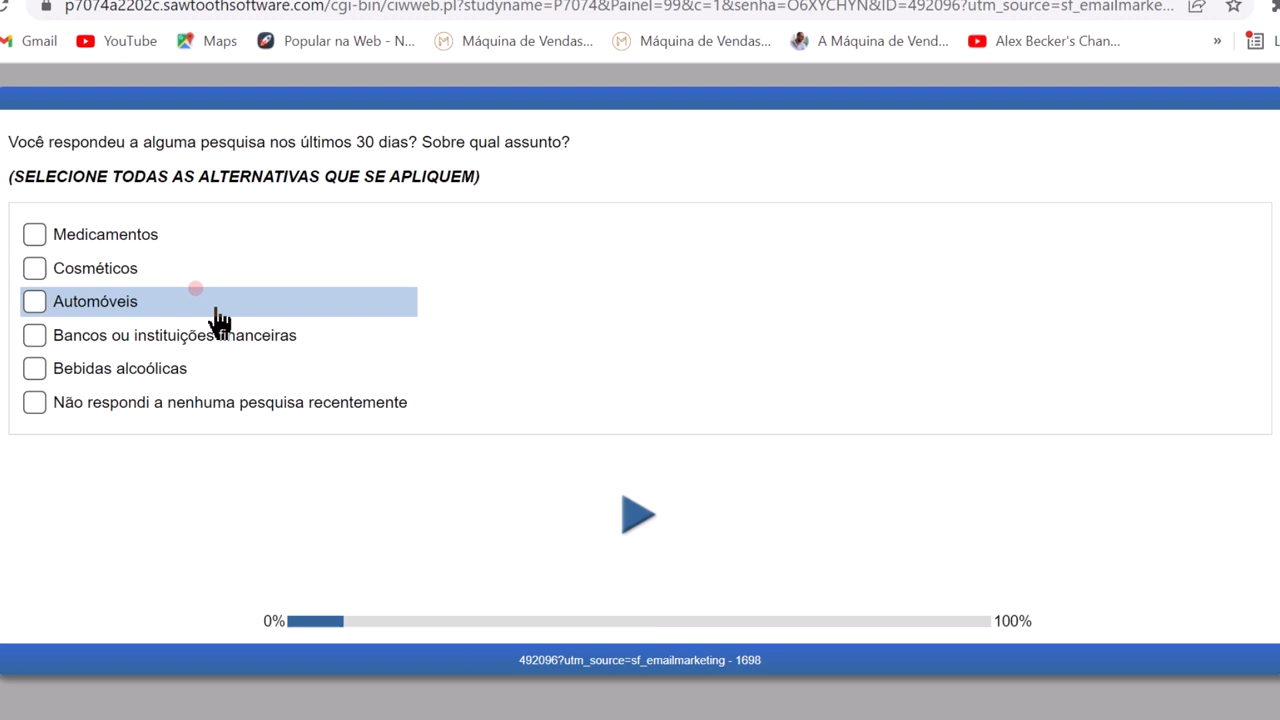 p7074a2202c.sawtoothsoftware.com/cgi-bin/ciwweb.pl?studyname=P7074&Painel=99&c=1&senha=O6XYCHYN&ID=492096?utm_source=sf_emailmarke...
Gmail YouTube Maps Popular na Web - N... Máquina de Vendas... Máquina de Vendas... A Máquina de Vend... Alex Becker's Chan... » L
Você respondeu a alguma pesquisa nos últimos 30 dias? Sobre qual assunto?
(SELECIONE TODAS AS ALTERNATIVAS QUE SE APLIQUEM)
Medicamentos
Cosméticos
Automóveis
Bancos ou instituições financeiras
Bebidas alcoólicas
Não respondi a nenhuma pesquisa recentemente
0% 100%
492096?utm_source=sf_emailmarketing - 1698